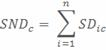 SND_c = \sum_{i=1}^{n} SD_{ic}